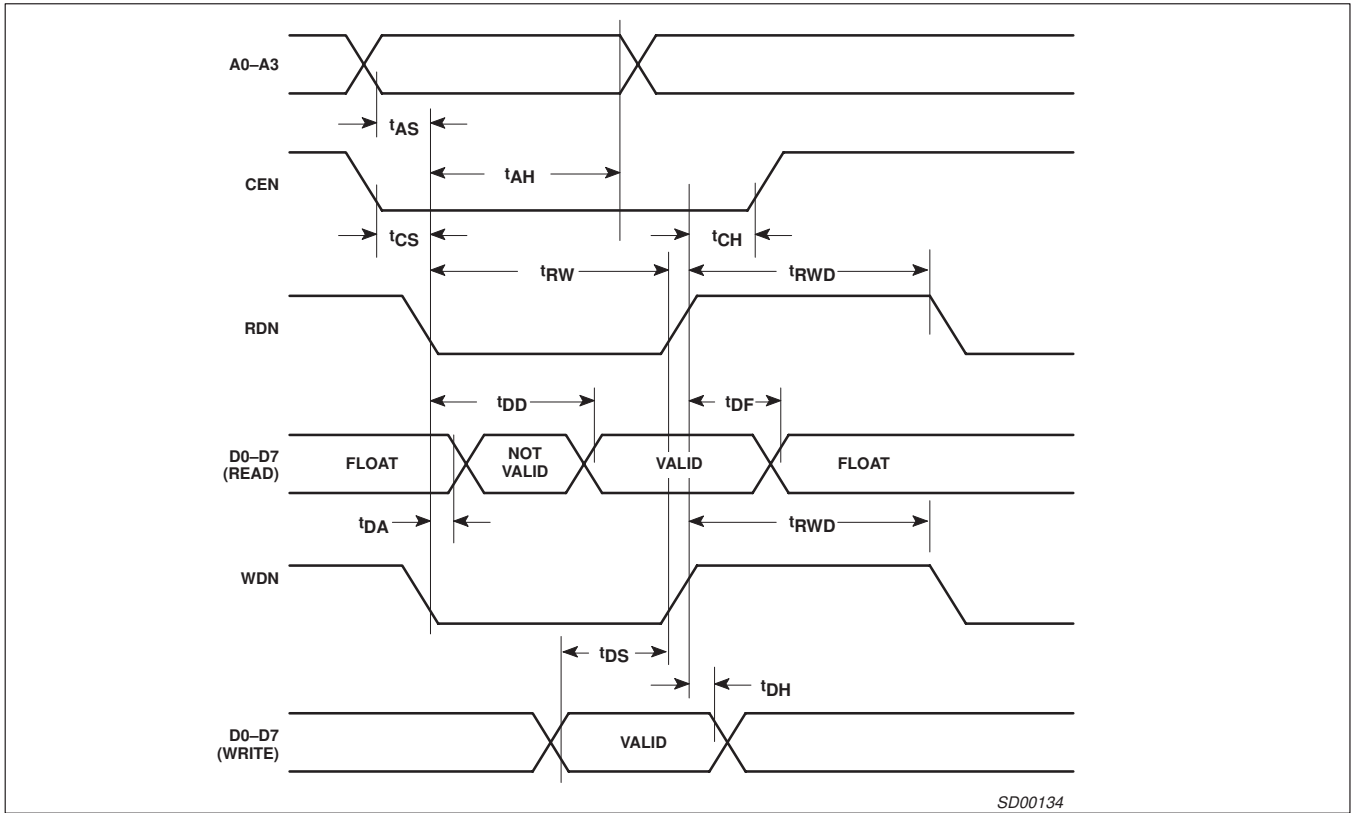 A0–A3
tAS
CEN
tAH
tCS
tCH
tRW
tRWD
RDN
tDD
tDF
D0–D7
(READ)
FLOAT
NOT
VALID
VALID
FLOAT
tDA
tRWD
WDN
tDS
tDH
D0–D7
(WRITE)
VALID
SD00134